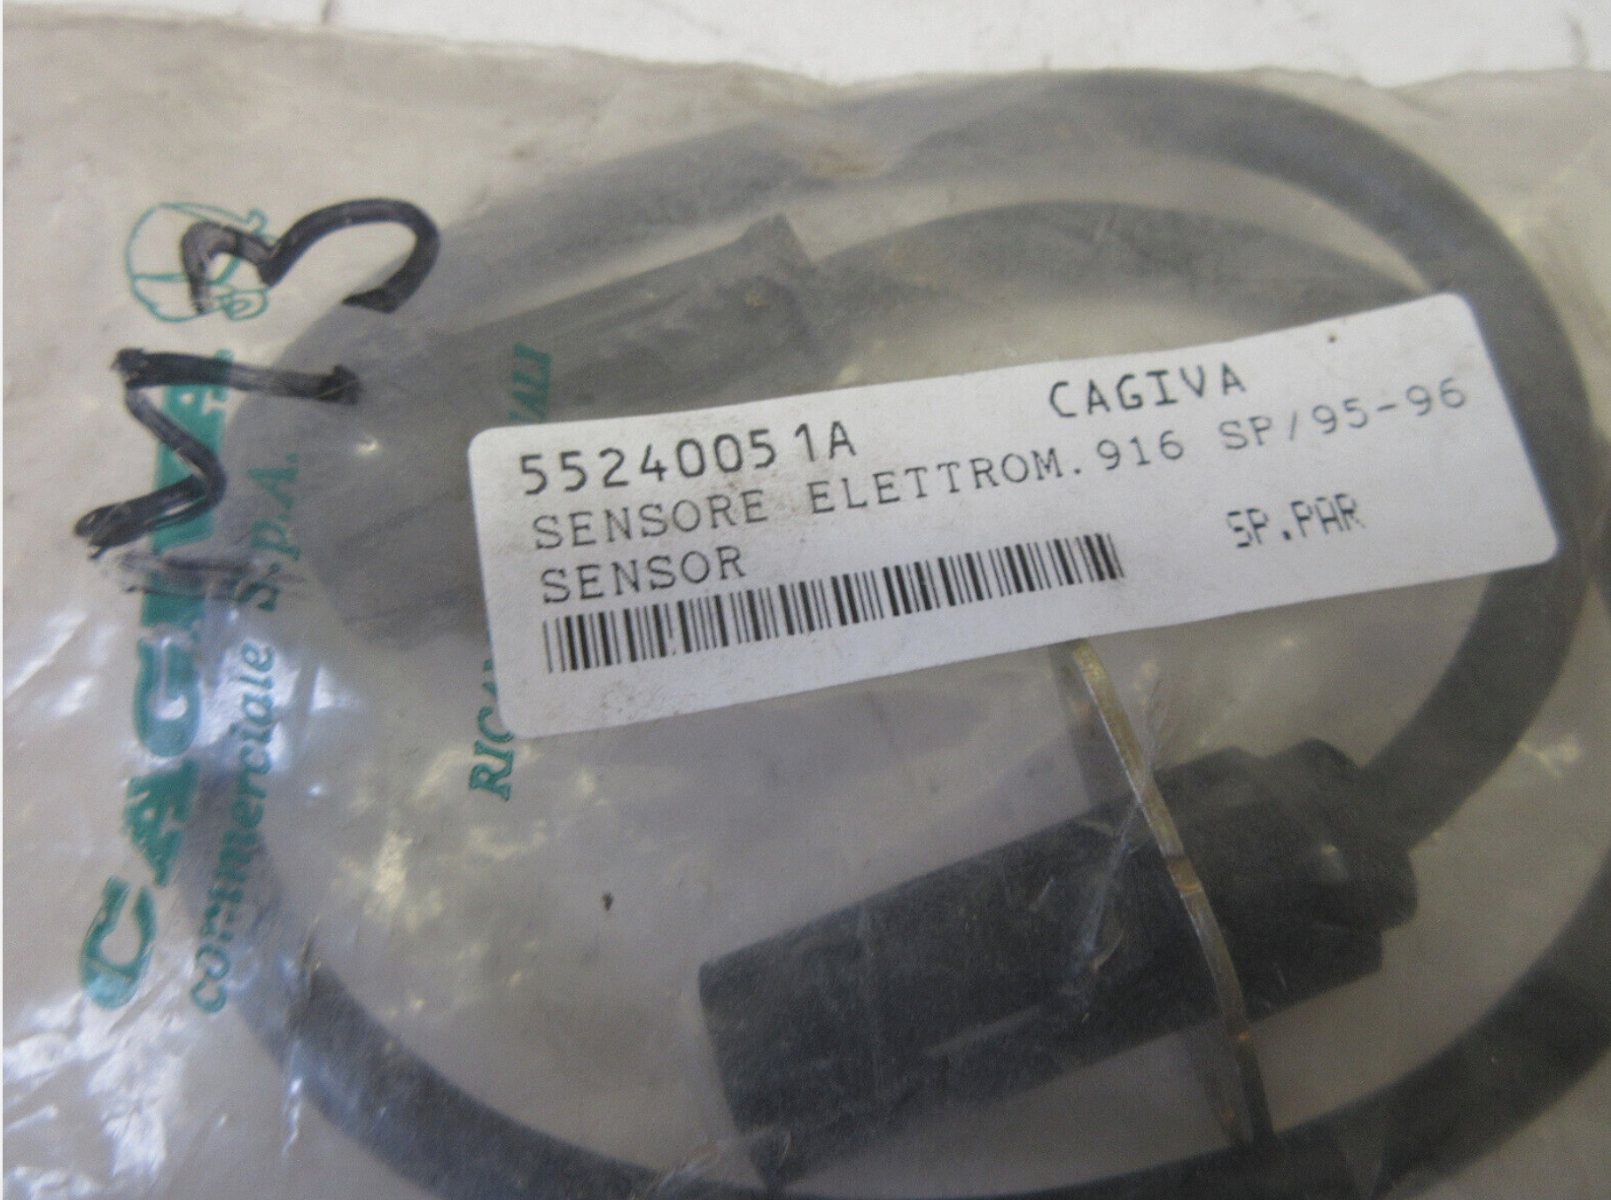 CAGIVA
55240051A
SENSORE ELETTROM.916 SP/95-96
SENSOR
SP.PAR
CAGIVA
commerciale S.p.A.